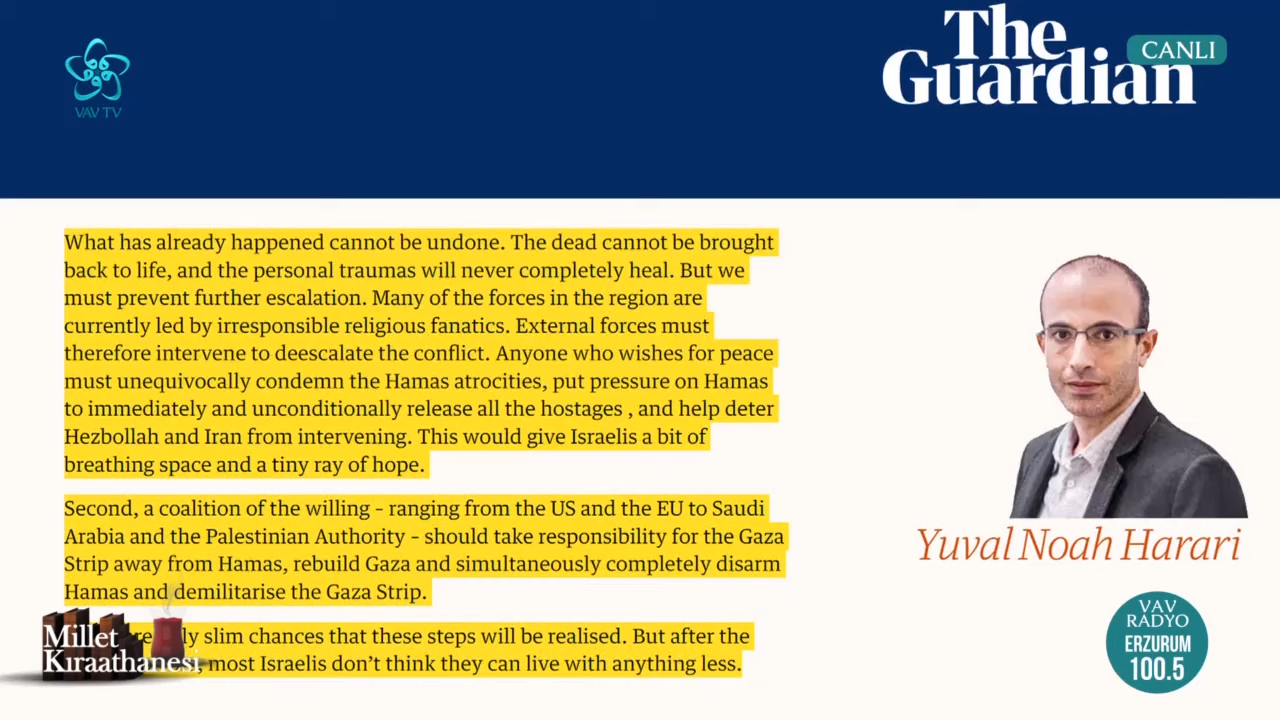 The
Guardian
CANLI
VAV TV
What has already happened cannot be undone. The dead cannot be brought
back to life, and the personal traumas will never completely heal. But we
must prevent further escalation. Many of the forces in the region are
currently led by irresponsible religious fanatics. External forces must
therefore intervene to deescalate the conflict. Anyone who wishes for peace
must unequivocally condemn the Hamas atrocities, put pressure on Hamas
to immediately and unconditionally release all the hostages , and help deter
Hezbollah and Iran from intervening. This would give Israelis a bit of
breathing space and a tiny ray of hope.
Second, a coalition of the willing – ranging from the US and the EU to Saudi
Arabia and the Palestinian Authority – should take responsibility for the Gaza
Strip away from Hamas, rebuild Gaza and simultaneously completely disarm
Hamas and demilitarise the Gaza Strip.
slim chances that these steps will be realised. But after the
most Israelis don't think they can live with anything less.
Yuval Noah Harari
Millet
Kıraathanesi
VAV
RADYO
ERZURUM
100.5